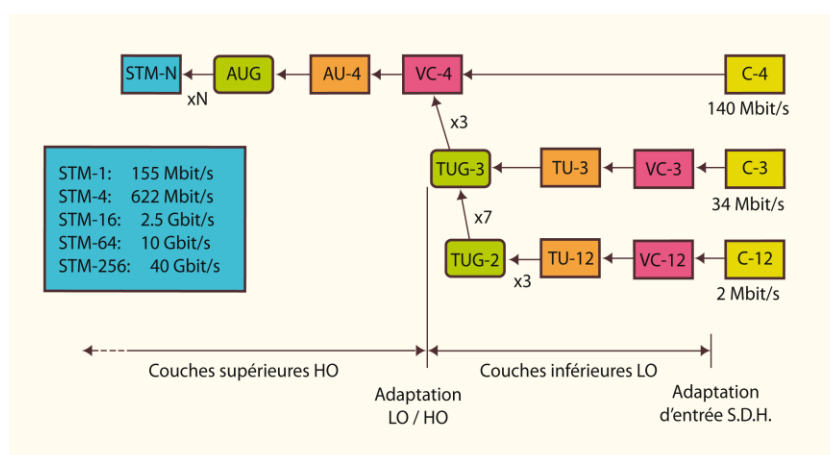 STM-N
AUG
AU-4
VC-4
C-4
xN
140 Mbit/s
x3
TUG-3
TU-3
VC-3
C-3
34 Mbit/s
x7
TUG-2
TU-12
VC-12
C-12
x3
2 Mbit/s
STM-1: 155 Mbit/s
STM-4: 622 Mbit/s
STM-16: 2.5 Gbit/s
STM-64: 10 Gbit/s
STM-256: 40 Gbit/s
Couches supérieures HO
Couches inférieures LO
Adaptation
LO / HO
Adaptation
d'entrée S.D.H.